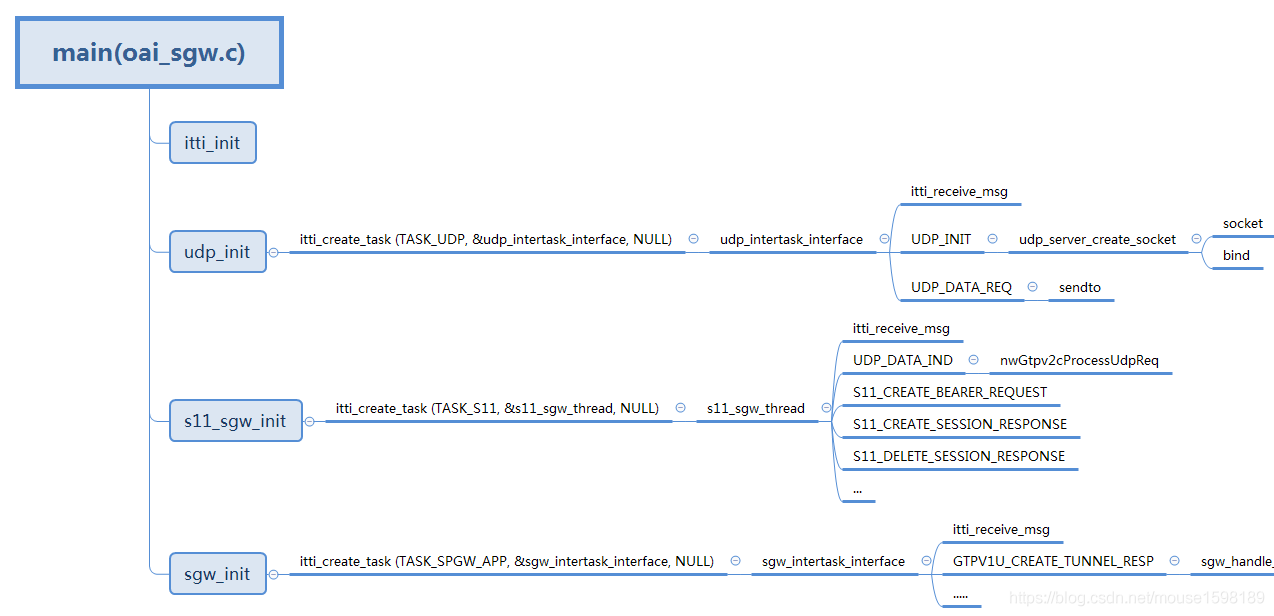 main(oai_sgw.c)
itti_init
udp_init
itti_create_task (TASK_UDP, &udp_intertask_interface, NULL)
udp_intertask_interface
itti_receive_msg
UDP_INIT
udp_server_create_socket
socket
bind
UDP_DATA_REQ
sendto
s11_sgw_init
itti_create_task (TASK_S11, &s11_sgw_thread, NULL)
s11_sgw_thread
itti_receive_msg
UDP_DATA_IND
nwGtpv2cProcessUdpReq
S11_CREATE_BEARER_REQUEST
S11_CREATE_SESSION_RESPONSE
S11_DELETE_SESSION_RESPONSE
...
sgw_init
itti_create_task (TASK_SPGW_APP, &sgw_intertask_interface, NULL)
sgw_intertask_interface
itti_receive_msg
GTPV1U_CREATE_TUNNEL_RESP
sgw_handle_
.....
https://blog.csdn.net/mouse1598189